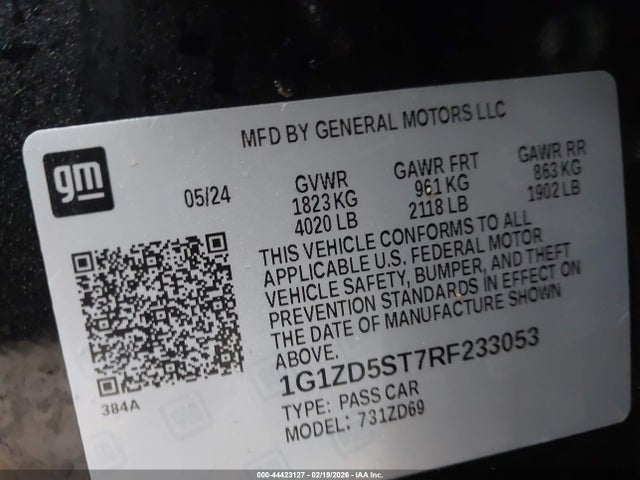 MFD BY GENERAL MOTORS LLC
gm
05/24
GVWR
1823 KG
4020 LB
GAWR FRT
961 KG
2118 LB
GAWR RR
863 KG
1902 LB
THIS VEHICLE CONFORMS TO ALL
APPLICABLE U.S. FEDERAL MOTOR
VEHICLE SAFETY, BUMPER, AND THEFT
PREVENTION STANDARDS IN EFFECT ON
THE DATE OF MANUFACTURE SHOWN
ABOVE.
1G1ZD5ST7RF233053
TYPE: PASS CAR
MODEL: 731ZD69
384A
000-44423127 - 02/19/2026 - IAA Inc.